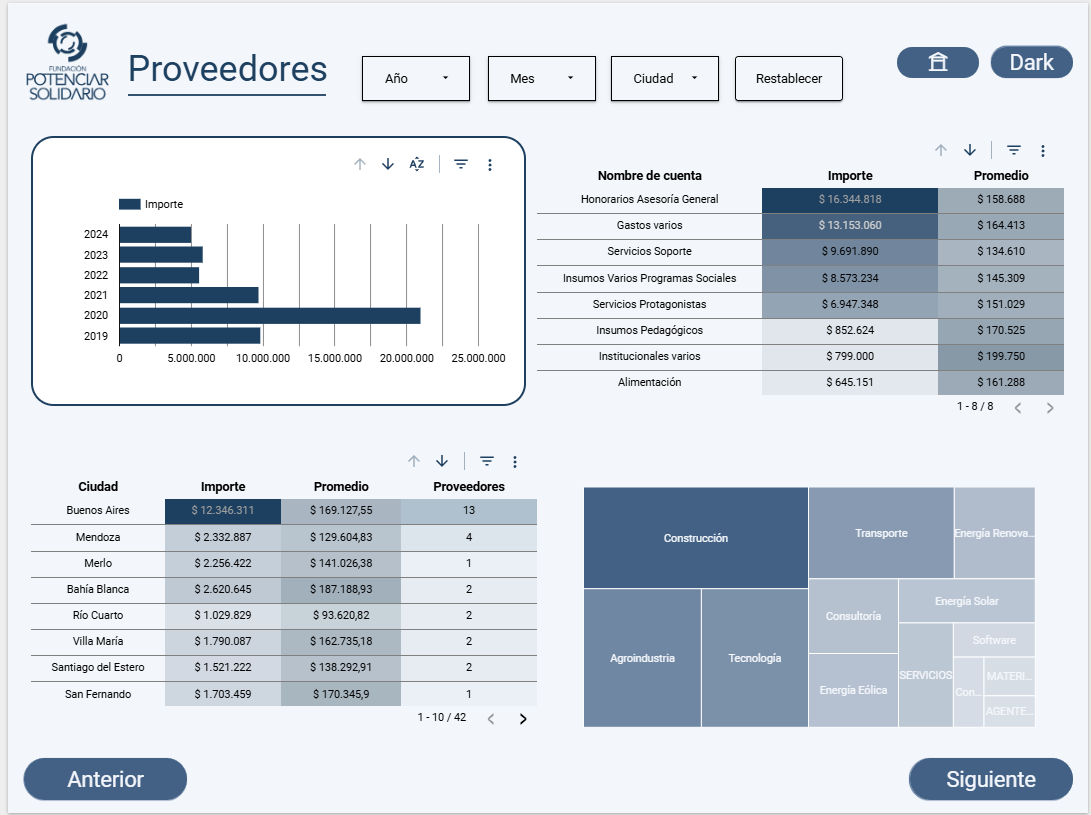 FUNDACIÓN
POTENCIAR
SOLIDARIO
Proveedores
Año
Mes
Ciudad
Restablecer
Dark
Importe
2024
2023
2022
2021
2020
2019
0 5.000.000 10.000.000 15.000.000 20.000.000 25.000.000
Nombre de cuenta Importe Promedio
Honorarios Asesoría General $ 16.344.818 $ 158.688
Gastos varios $ 13.153.060 $ 164.413
Servicios Soporte $ 9.691.890 $ 134.610
Insumos Varios Programas Sociales $ 8.573.234 $ 145.309
Servicios Protagonistas $ 6.947.348 $ 151.029
Insumos Pedagógicos $ 852.624 $ 170.525
Institucionales varios $ 799.000 $ 199.750
Alimentación $ 645.151 $ 161.288
1 - 8 / 8
Ciudad Importe Promedio Proveedores
Buenos Aires $ 12.346.311 $ 169.127,55 13
Mendoza $ 2.332.887 $ 129.604,83 4
Merlo $ 2.256.422 $ 141.026,38 1
Bahía Blanca $ 2.620.645 $ 187.188,93 2
Río Cuarto $ 1.029.829 $ 93.620,82 2
Villa María $ 1.790.087 $ 162.735,18 2
Santiago del Estero $ 1.521.222 $ 138.292,91 2
San Fernando $ 1.703.459 $ 170.345,9 1
1 - 10 / 42
Construcción
Transporte
Energía Renova...
Agroindustria
Tecnología
Consultoría
Energía Solar
Energía Eólica
SERVICIOS
Software
Con...
MATERI...
AGENTE...
Anterior
Siguiente